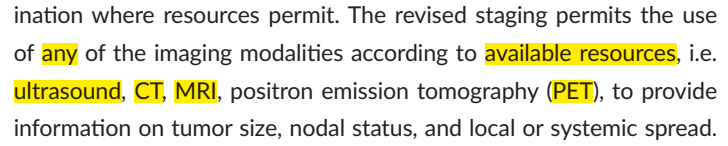 ination where resources permit. The revised staging permits the use
of any of the imaging modalities according to available resources, i.e.
ultrasound, CT, MRI, positron emission tomography (PET), to provide
information on tumor size, nodal status, and local or systemic spread.